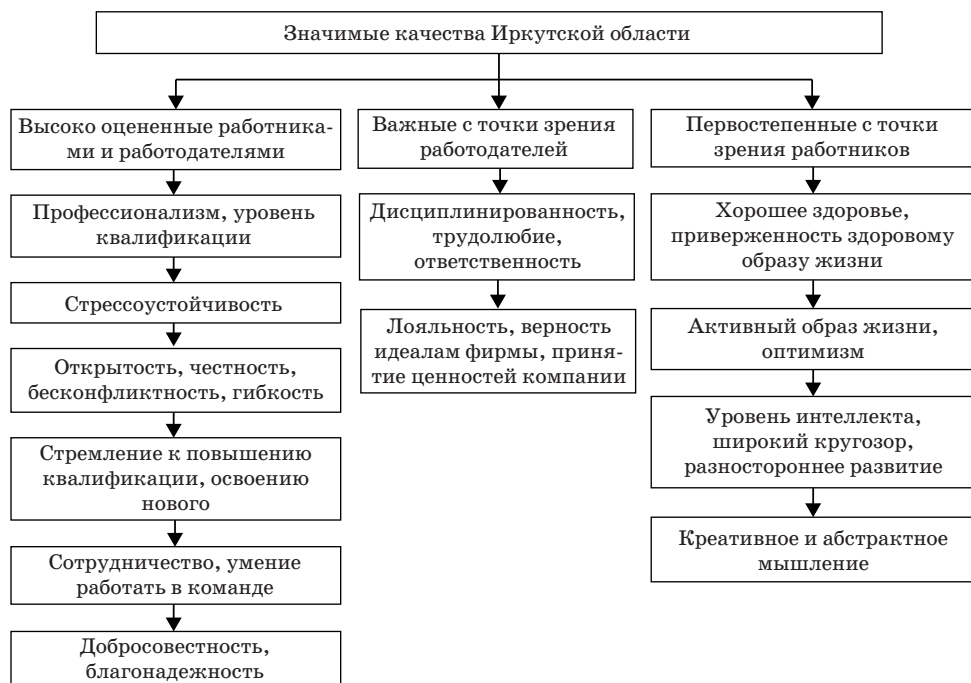 Значимые качества Иркутской области
Высоко оцененные работника-
ми и работодателями
Профессионализм, уровень
квалификации
Стрессоустойчивость
Открытость, честность,
бесконфликтность, гибкость
Стремление к повышению
квалификации, освоению
нового
Сотрудничество, умение
работать в команде
Добросовестность,
благонадежность
Важные с точки зрения
работодателей
Дисциплинированность,
трудолюбие,
ответственность
Лояльность, верность
идеалам фирмы, приня-
тие ценностей компании
Первостепенные с точки
зрения работников
Хорошее здоровье,
приверженность здоровому
образу жизни
Активный образ жизни,
оптимизм
Уровень интеллекта,
широкий кругозор,
разностороннее развитие
Креативное и абстрактное
мышление